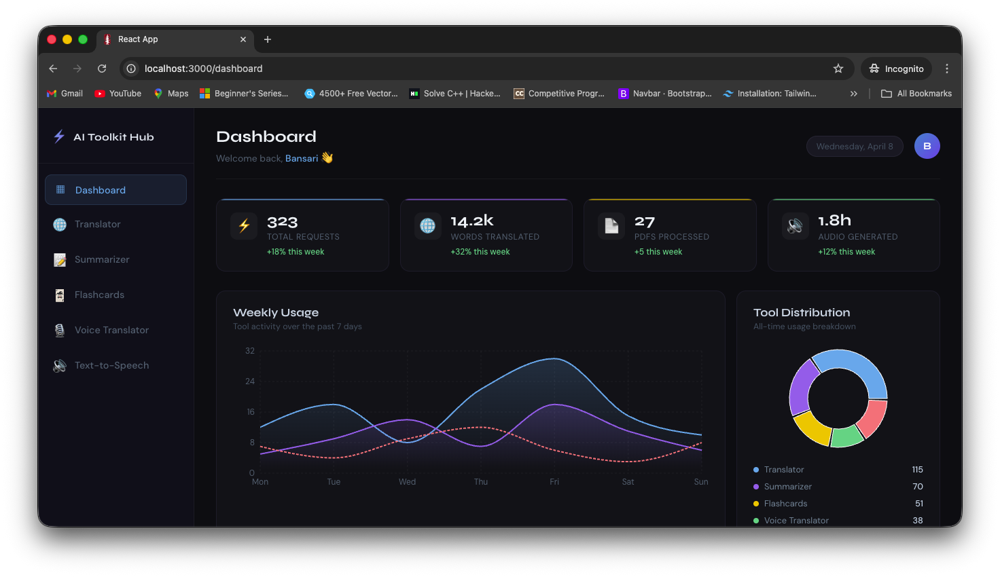 React App
localhost:3000/dashboard
Incognito
Gmail
YouTube
Maps
Beginner's Series...
4500+ Free Vector...
Solve C++ | Hacke...
Competitive Progr...
Navbar · Bootstrap...
Installation: Tailwin...
All Bookmarks
AI Toolkit Hub
Dashboard
Translator
Summarizer
Flashcards
Voice Translator
Text-to-Speech
Dashboard
Welcome back, Bansari 👋
Wednesday, April 8
B
323
TOTAL REQUESTS
+18% this week
14.2k
WORDS TRANSLATED
+32% this week
27
PDFS PROCESSED
+5 this week
1.8h
AUDIO GENERATED
+12% this week
Weekly Usage
Tool activity over the past 7 days
32
24
16
8
0
Mon Tue Wed Thu Fri Sat Sun
Tool Distribution
All-time usage breakdown
Translator 115
Summarizer 70
Flashcards 51
Voice Translator 38